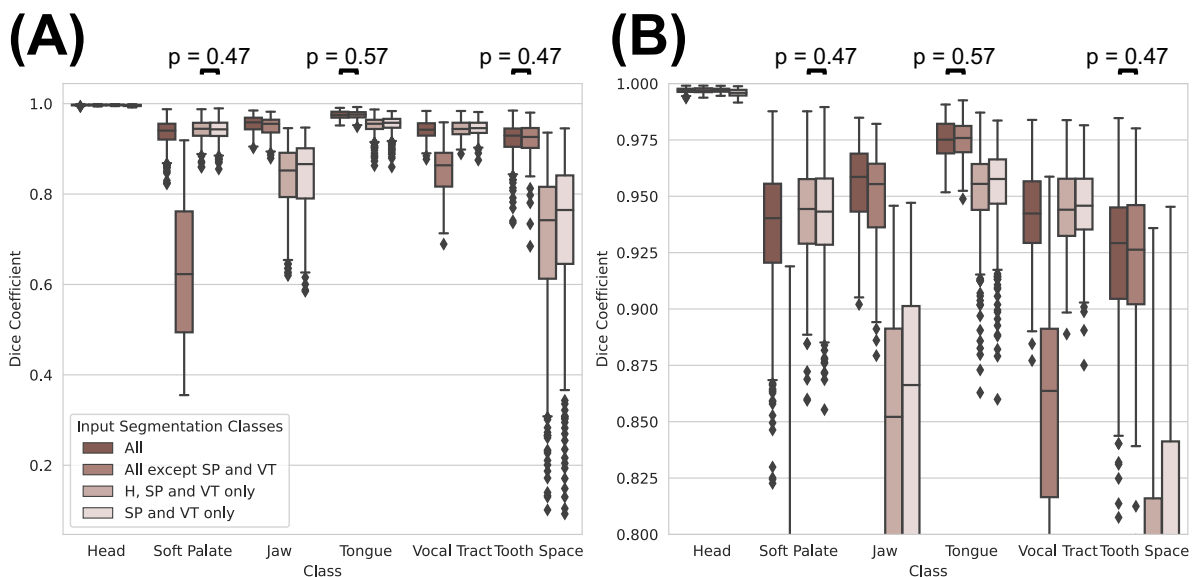 (A)
p = 0.47 p = 0.57 p = 0.47
1.0
0.8
0.6
0.4
0.2
Dice Coefficient
Input Segmentation Classes
All
All except SP and VT
H, SP and VT only
SP and VT only
Head Soft Palate Jaw Tongue Vocal Tract Tooth Space
Class
(B)
p = 0.47 p = 0.57 p = 0.47
1.000
0.975
0.950
0.925
0.900
0.875
0.850
0.825
0.800
Dice Coefficient
Head Soft Palate Jaw Tongue Vocal Tract Tooth Space
Class